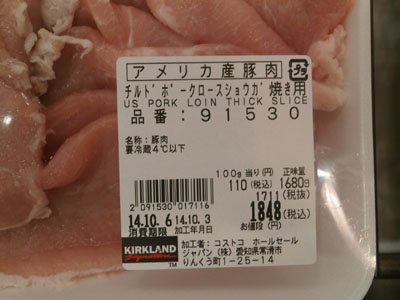 アメリカ産豚肉
チルドポークロースショウガ焼き用
US PORK LOIN THICK SLICE
品番:91530
名称:豚肉
要冷蔵4℃以下
100g当り(円) 正味量
110(税込) 1680g
1711(税抜)
2 091530 017116
14.10.6 14.10.3 1848(税込)
消費期限 加工年月日 お値段(円)
KIRKLAND Signature TM
加工者:コストコ ホールセール
ジャパン(株)愛知県常滑市
りんくう町1-25-14